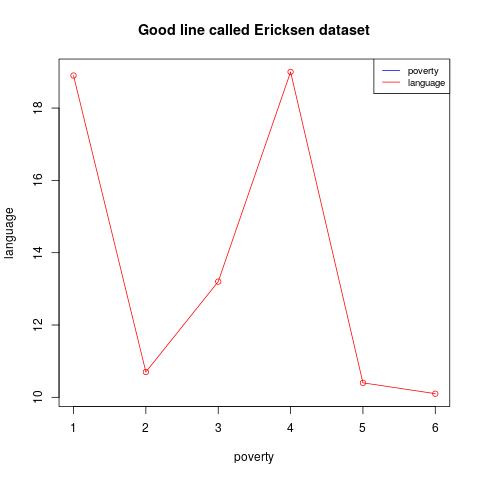 Good line called Ericksen dataset
poverty
language
language
18
16
14
12
10
1 2 3 4 5 6
poverty